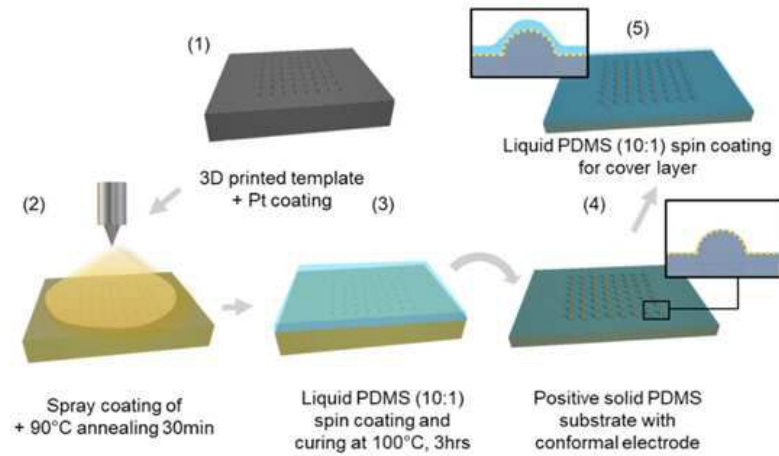 (1)
3D printed template
+ Pt coating
(2)
Spray coating of
+ 90°C annealing 30min
(3)
Liquid PDMS (10:1)
spin coating and
curing at 100°C, 3hrs
(4)
Positive solid PDMS
substrate with
conformal electrode
(5)
Liquid PDMS (10:1) spin coating
for cover layer